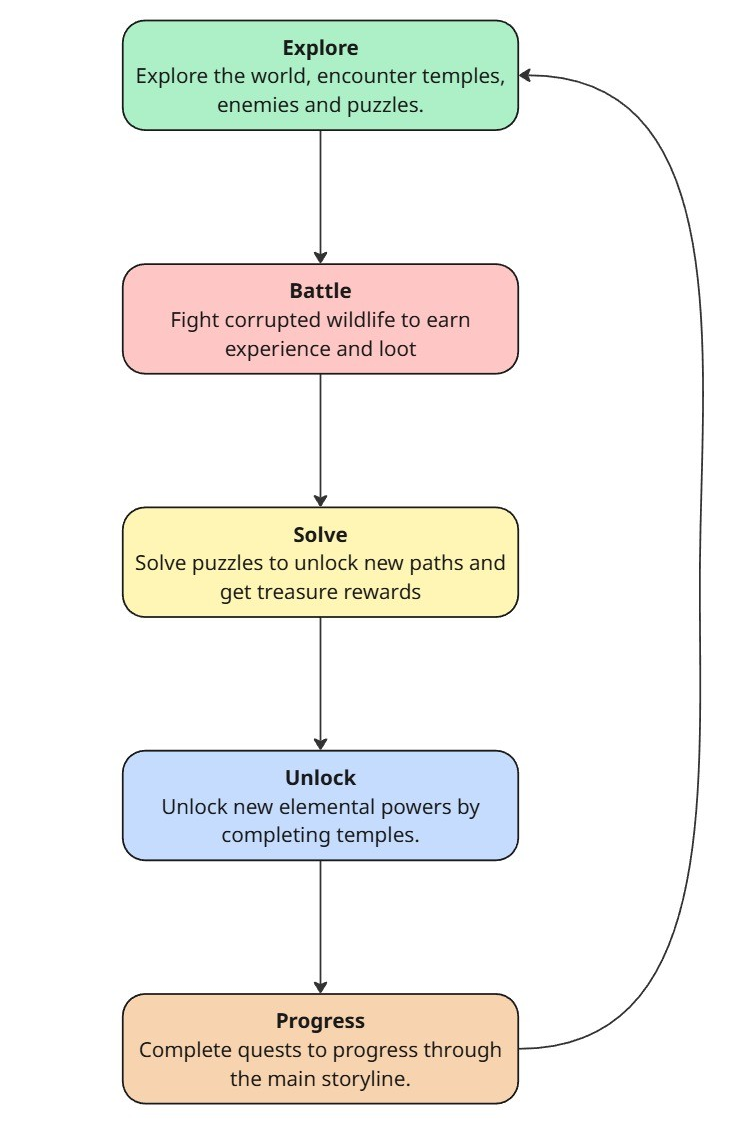 Explore
Explore the world, encounter temples,
enemies and puzzles.
Battle
Fight corrupted wildlife to earn
experience and loot
Solve
Solve puzzles to unlock new paths and
get treasure rewards
Unlock
Unlock new elemental powers by
completing temples.
Progress
Complete quests to progress through
the main storyline.